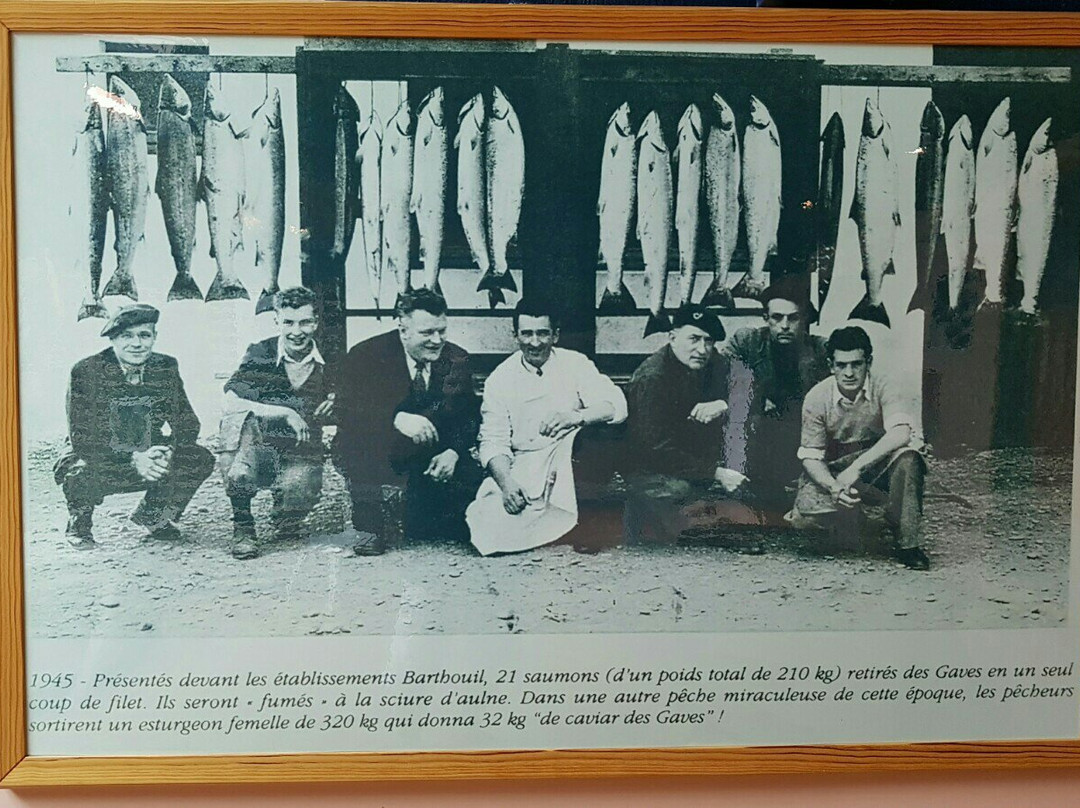 1945 - Présentés devant les établissements Barthouil, 21 saumons (d'un poids total de 210 kg) retirés des Gaves en un seul
coup de filet. Ils seront « fumés » à la sciure d'aulne. Dans une autre pêche miraculeuse de cette époque, les pêcheurs
sortirent un esturgeon femelle de 320 kg qui donna 32 kg "de caviar des Gaves" !